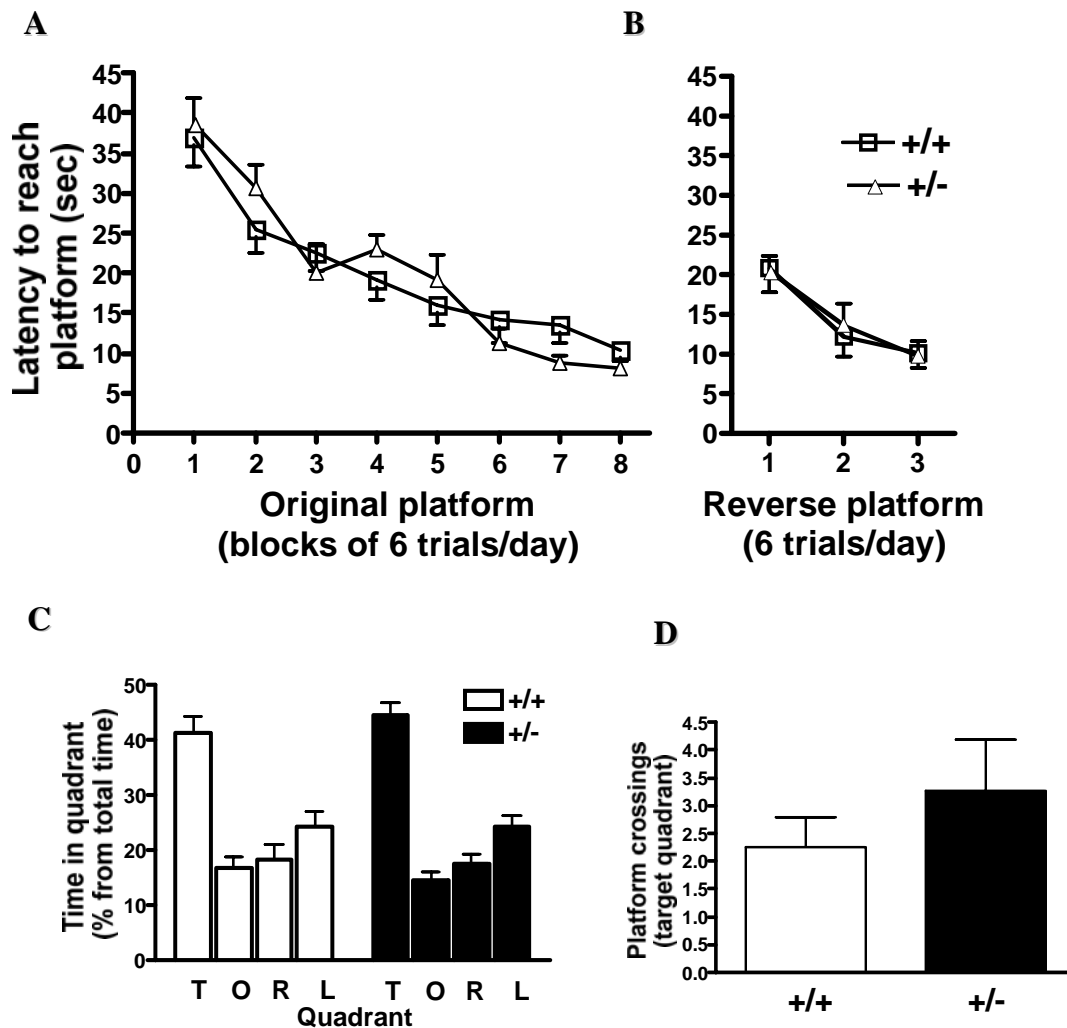 A
Latency to reach
platform (sec)
45
40
35
30
25
20
15
10
5
0
0 1 2 3 4 5 6 7 8
Original platform
(blocks of 6 trials/day)
B
45
40
35
30
25
20
15
10
5
0
+/+
+/-
1 2 3
Reverse platform
(6 trials/day)
C
Time in quadrant
(% from total time)
50
40
30
20
10
0
+/+
+/-
T O R L T O R L
Quadrant
D
Platform crossings
(target quadrant)
4.5
4.0
3.5
3.0
2.5
2.0
1.5
1.0
0.5
0.0
+/+ +/-